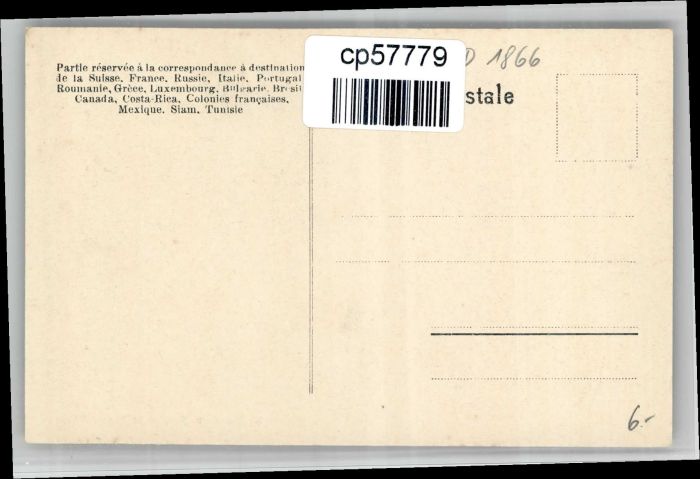 Partie réservée à la correspondance à destination
de la Suisse, France, Russie, Italie, Portugal
Roumanie, Grèce, Luxembourg, Bulgarie, Bresil
Canada, Costa-Rica, Colonies françaises,
Mexique, Siam, Tunisie
cp57779
D 1866
stale
6.-